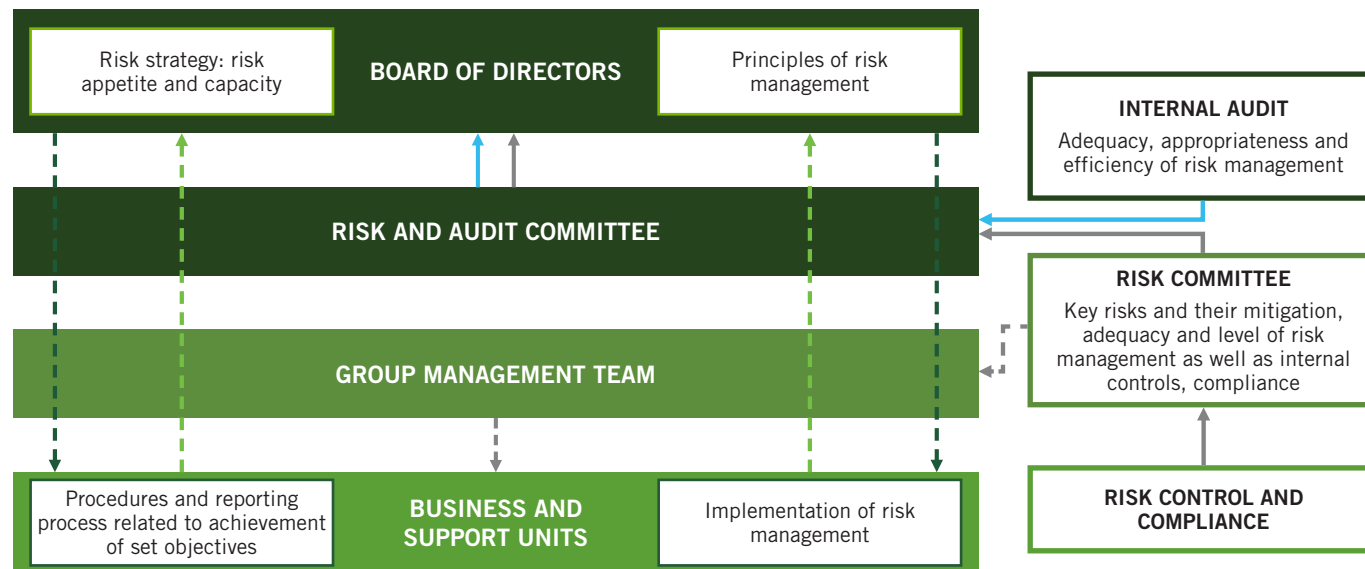 Risk strategy: risk
appetite and capacity
BOARD OF DIRECTORS
Principles of risk
management
INTERNAL AUDIT
Adequacy, appropriateness and
efficiency of risk management
RISK AND AUDIT COMMITTEE
RISK COMMITTEE
Key risks and their mitigation,
adequacy and level of risk
management as well as internal
controls, compliance
GROUP MANAGEMENT TEAM
Procedures and reporting
process related to achievement
of set objectives
BUSINESS AND
SUPPORT UNITS
Implementation of risk
management
RISK CONTROL AND
COMPLIANCE